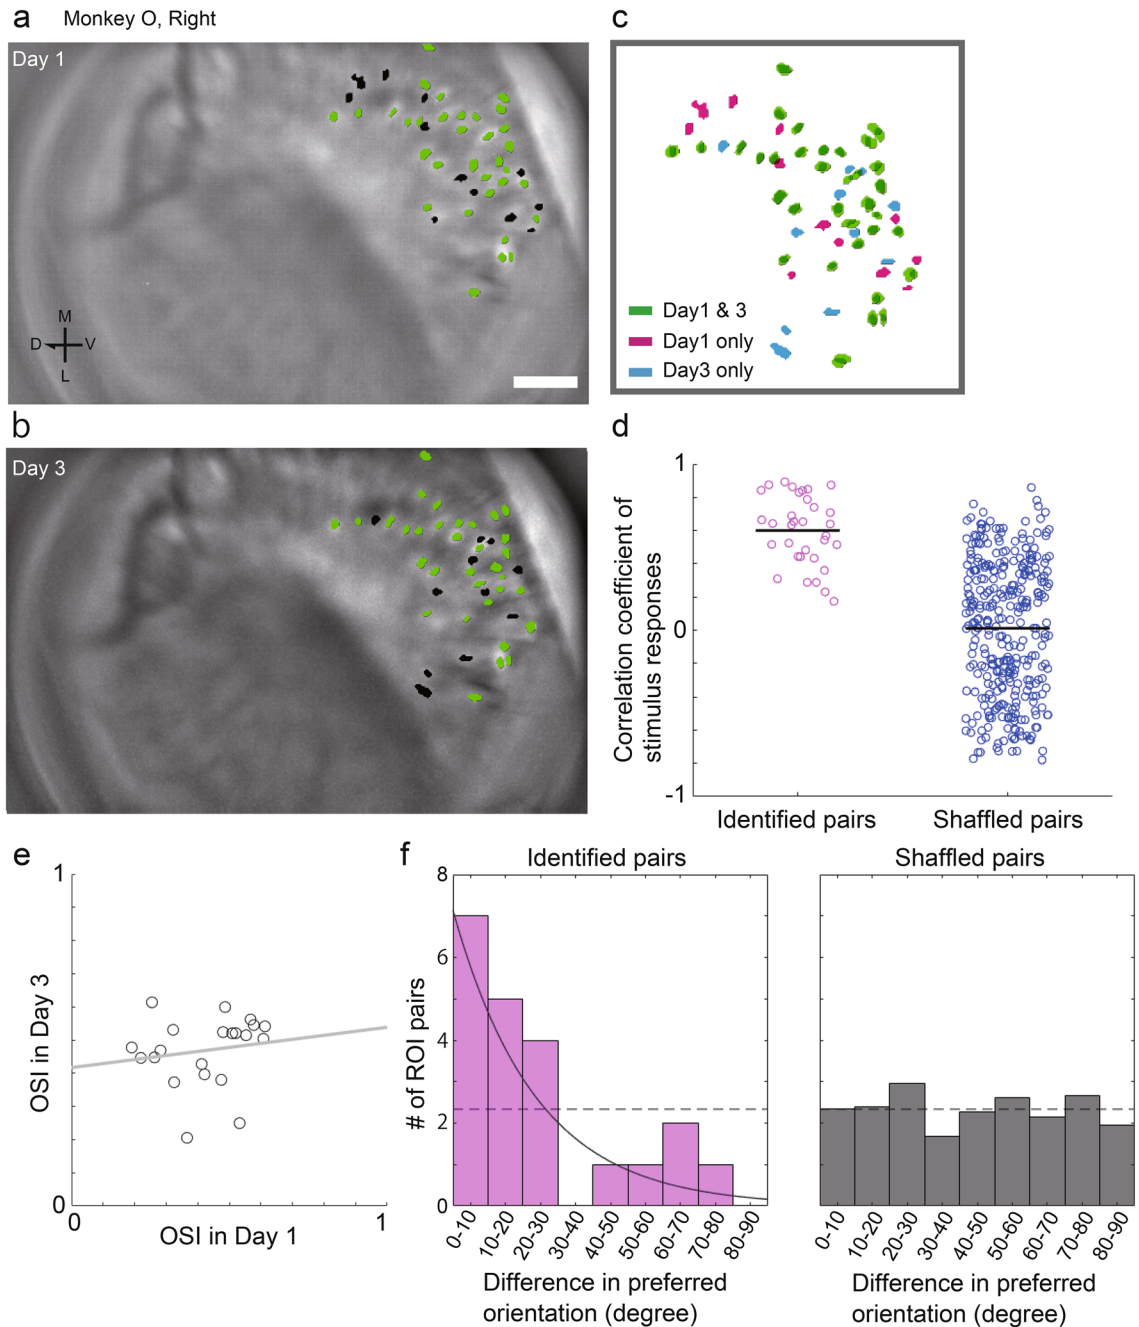 a Monkey O, Right
Day 1
M
D V
L
c
Day1 & 3
Day1 only
Day3 only
b
Day 3
d
1
0
-1
Correlation coefficient of
stimulus responses
Identified pairs
Shaffled pairs
e
1
0
OSI in Day 3
0
1
OSI in Day 1
f
Identified pairs
8
6
4
2
0
# of ROI pairs
0-10
10-20
20-30
30-40
40-50
50-60
60-70
70-80
80-90
Difference in preferred
orientation (degree)
Shaffled pairs
0-10
10-20
20-30
30-40
40-50
50-60
60-70
70-80
80-90
Difference in preferred
orientation (degree)